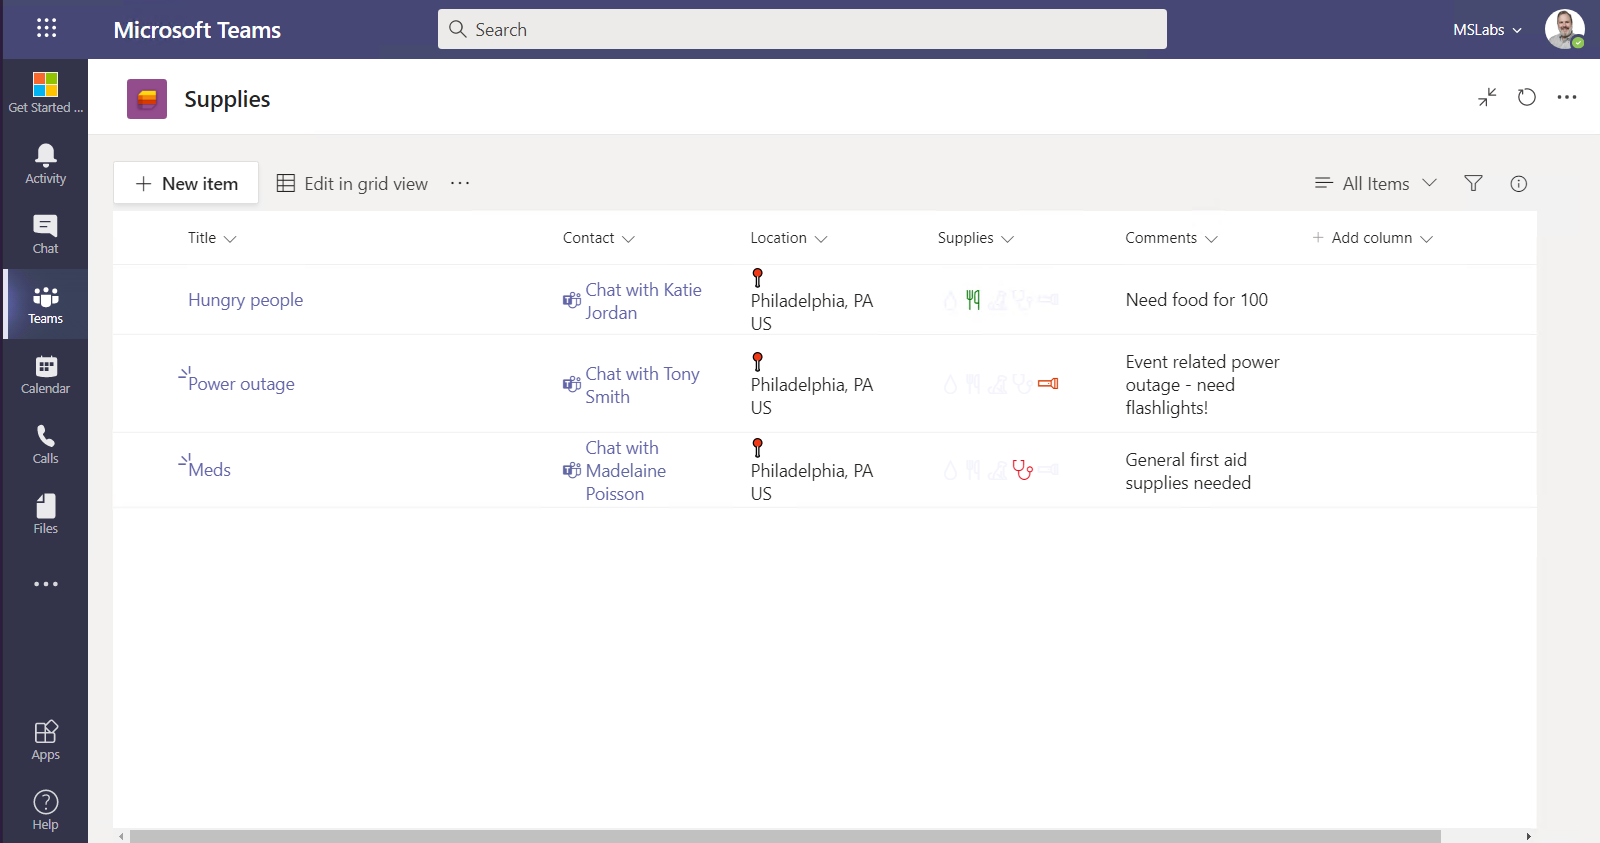 Microsoft Teams
Search
MSLabs
Get Started ...
Activity
Chat
Teams
Calendar
Calls
Files
Apps
Help
Supplies
New item
Edit in grid view
All Items
Title
Contact
Location
Supplies
Comments
Add column
Hungry people
Chat with Katie
Jordan
Philadelphia, PA
US
Need food for 100
Power outage
Chat with Tony
Smith
Philadelphia, PA
US
Event related power
outage - need
flashlights!
Meds
Chat with
Madelaine
Poisson
Philadelphia, PA
US
General first aid
supplies needed